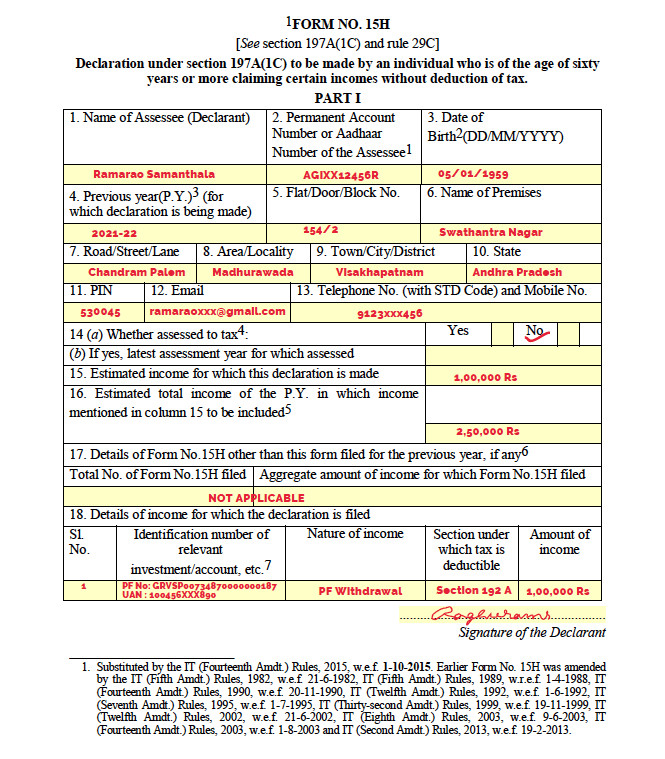 1FORM NO. 15H
[See section 197A(1C) and rule 29C]
Declaration under section 197A(1C) to be made by an individual who is of the age of sixty
years or more claiming certain incomes without deduction of tax.
PART I
1. Name of Assessee (Declarant)
2. Permanent Account
Number or Aadhaar
Number of the Assessee1
3. Date of
Birth2(DD/MM/YYYY)
Ramarao Samanthala
AGIXX12456R
05/01/1959
4. Previous year(P.Y.)3 (for
which declaration is being made)
5. Flat/Door/Block No.
6. Name of Premises
2021-22
154/2
Swathantra Nagar
7. Road/Street/Lane
8. Area/Locality
9. Town/City/District
10. State
Chandram Palem
Madhurawada
Visakhapatnam
Andhra Pradesh
11. PIN
12. Email
13. Telephone No. (with STD Code) and Mobile No.
530045
ramaraoxxx@gmail.com
9123xxx456
14 (a) Whether assessed to tax4:
Yes
No
(b) If yes, latest assessment year for which assessed
15. Estimated income for which this declaration is made
1,00,000 Rs
16. Estimated total income of the P.Y. in which income
mentioned in column 15 to be included5
2,50,000 Rs
17. Details of Form No.15H other than this form filed for the previous year, if any6
Total No. of Form No.15H filed
Aggregate amount of income for which Form No.15H filed
NOT APPLICABLE
18. Details of income for which the declaration is filed
Sl.
No.
Identification number of
relevant
investment/account, etc.7
Nature of income
Section under
which tax is
deductible
Amount of
income
1
PF No: GRVSP00734870000000187
UAN : 100456XXX890
PF Withdrawal
Section 192 A
1,00,000 Rs
Signature of the Declarant
1. Substituted by the IT (Fourteenth Amdt.) Rules, 2015, w.e.f. 1-10-2015. Earlier Form No. 15H was amended
by the IT (Fifth Amdt.) Rules, 1982, w.e.f. 21-6-1982, IT (Fifth Amdt.) Rules, 1989, w.r.e.f. 1-4-1988, IT
(Fourteenth Amdt.) Rules, 1990, w.e.f. 20-11-1990, IT (Twelfth Amdt.) Rules, 1992, w.e.f. 1-6-1992, IT
(Seventh Amdt.) Rules, 1995, w.e.f. 1-7-1995, IT (Thirty-second Amdt.) Rules, 1999, w.e.f. 19-11-1999, IT
(Twelfth Amdt.) Rules, 2002, w.e.f. 21-6-2002, IT (Eighth Amdt.) Rules, 2003, w.e.f. 9-6-2003, IT
(Fourteenth Amdt.) Rules, 2003, w.e.f. 1-8-2003 and IT (Second Amdt.) Rules, 2013, w.e.f. 19-2-2013.